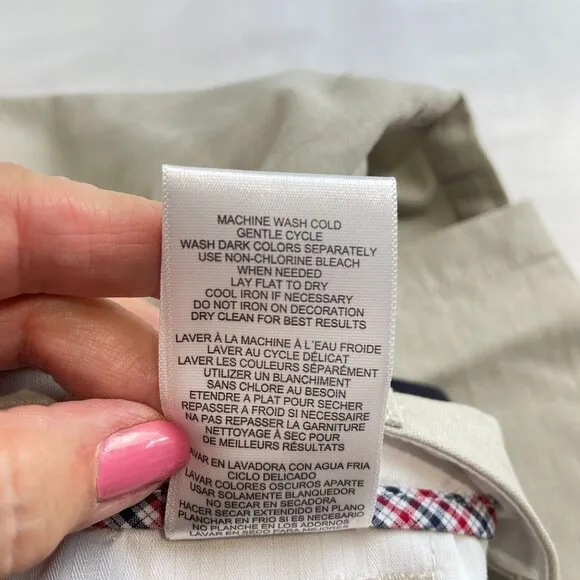 MACHINE WASH COLD
GENTLE CYCLE
WASH DARK COLORS SEPARATELY
USE NON-CHLORINE BLEACH
WHEN NEEDED
LAY FLAT TO DRY
COOL IRON IF NECESSARY
DO NOT IRON ON DECORATION
DRY CLEAN FOR BEST RESULTS
LAVER À LA MACHINE À L'EAU FROIDE
LAVER AU CYCLE DÉLICAT
LAVER LES COULEURS SÉPARÉMENT
UTILIZER UN BLANCHIMENT
SANS CHLORE AU BESOIN
ETENDRE A PLAT POUR SECHER
REPASSER A FROID SI NECESSAIRE
NA PAS REPASSER LA GARNITURE
NETTOYAGE À SEC POUR
DE MEILLEURS RÉSULTATS
AVAR EN LAVADORA CON AGUA FRIA
CICLO DELICADO
LAVAR COLORES OSCUROS APARTE
USAR SOLAMENTE BLANQUEDOR
NO SECAR EN SECADORA
HACER SECAR EXTENDIDO EN PLANO
PLANCHAR EN FRIO SI ES NECESARIO
NO PLANCHE EN LOS ADORNOS
LAVAR EN SECO PARA MEJORES